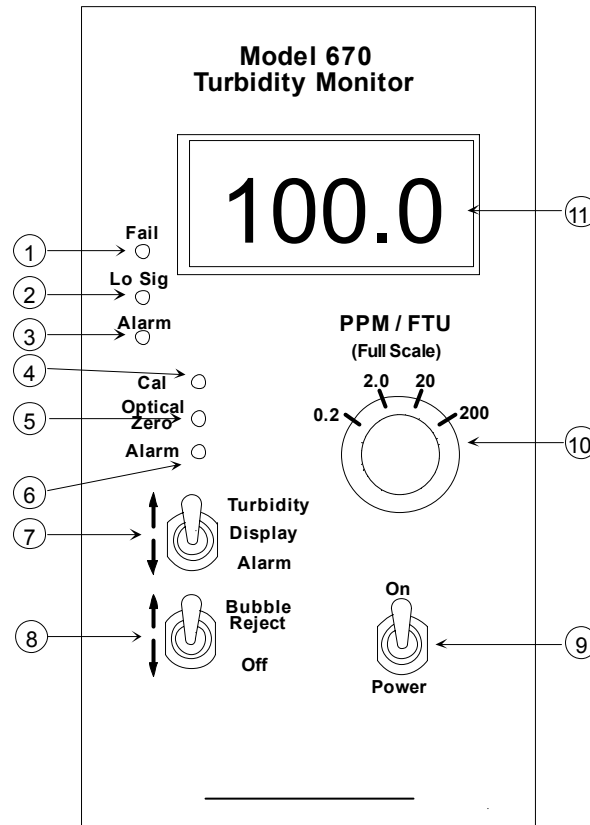 Model 670
Turbidity Monitor
100.0
11
Fail
1
Lo Sig
2
Alarm
3
PPM / FTU
(Full Scale)
4
Cal
0.2
2.0
20
200
5
Optical
Zero
Alarm
10
6
Turbidity
7
Display
Alarm
Bubble
Reject
On
8
9
Off
Power